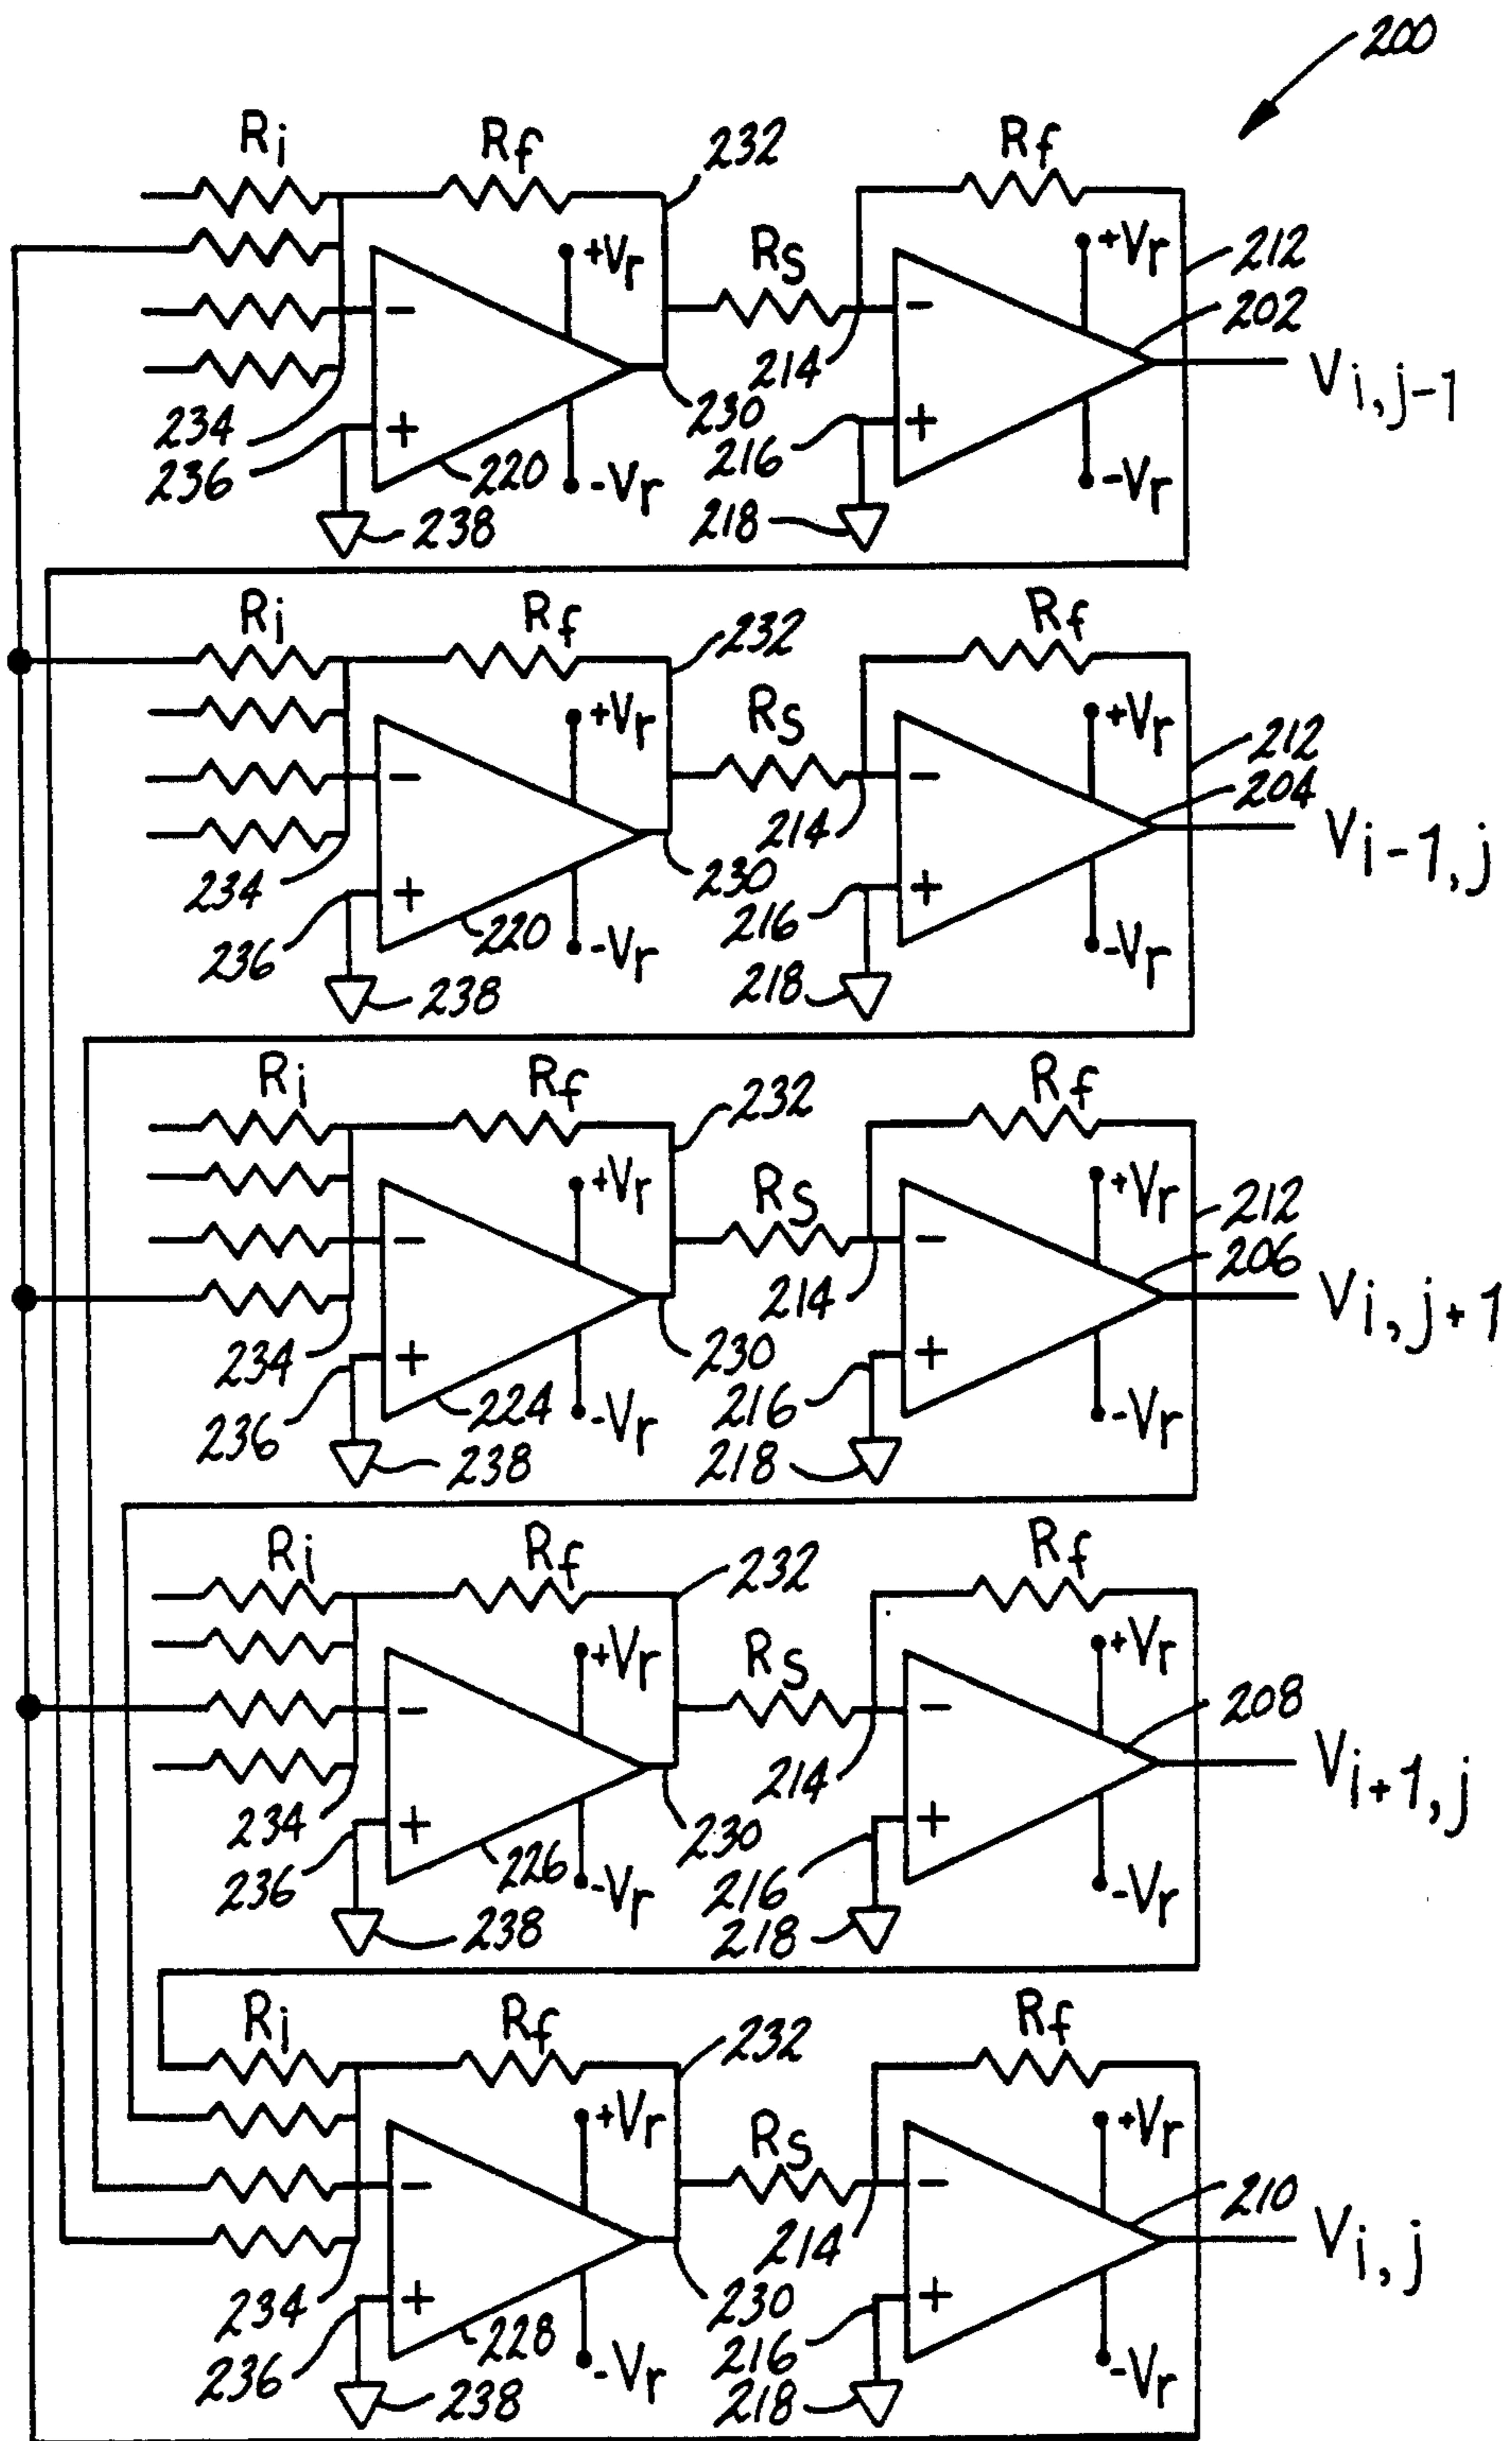 200
Ri Rf 232 Rf
+Vr RS +Vr 212
202
- 214 -
234 + 230 216 + Vi,j-1
236 220 -Vr -Vr
238 218
Ri Rf 232 Rf
+Vr RS +Vr 212
204
- 214 -
234 + 230 216 + Vi-1,j
236 220 -Vr -Vr
238 218
Ri Rf 232 Rf
+Vr RS +Vr 212
206
- 214 -
234 + 230 216 + Vi,j+1
236 224 -Vr -Vr
238 218
Ri Rf 232 Rf
+Vr RS +Vr 208
- 214 -
234 + 230 216 + Vi+1,j
236 226 -Vr -Vr
238 218
Ri Rf 232 Rf
+Vr RS +Vr 210
- 214 -
234 + 230 216 + Vi,j
236 228 -Vr -Vr
238 218